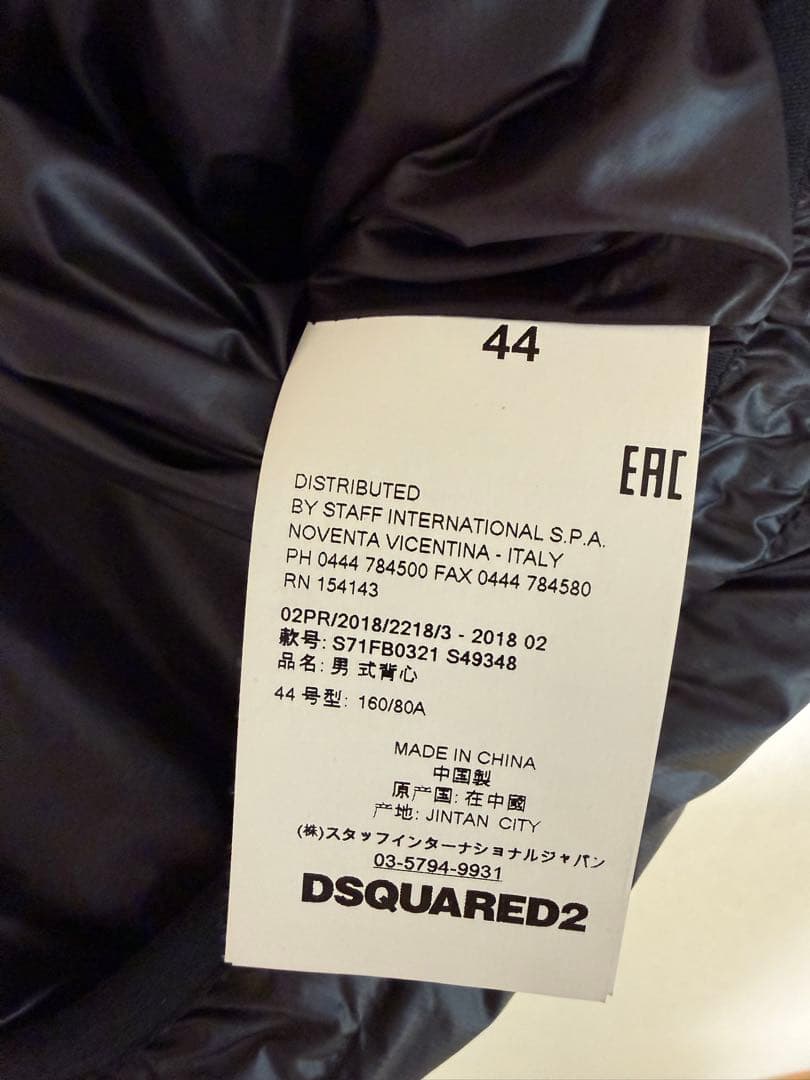 44
EAC
DISTRIBUTED
BY STAFF INTERNATIONAL S.P.A.
NOVENTA VICENTINA - ITALY
PH 0444 784500 FAX 0444 784580
RN 154143
02PR/2018/2218/3 - 2018 02
款号: S71FB0321 S49348
品名: 男 式背心
44 号型: 160/80A
MADE IN CHINA
中国製
原产国: 在中國
产地: JINTAN CITY
(株)スタッフインターナショナルジャパン
03-5794-9931
DSQUARED2